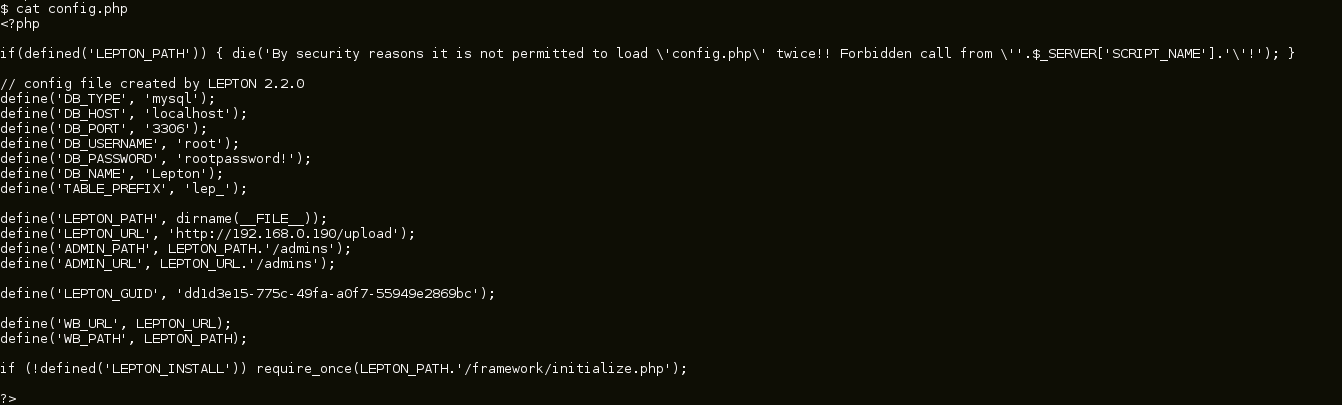 $ cat config.php
<?php
if(defined('LEPTON_PATH')) { die('By security reasons it is not permitted to load \'config.php\' twice!! Forbidden call from \''.$_SERVER['SCRIPT_NAME'].'\'!'); }
// config file created by LEPTON 2.2.0
define('DB_TYPE', 'mysql');
define('DB_HOST', 'localhost');
define('DB_PORT', '3306');
define('DB_USERNAME', 'root');
define('DB_PASSWORD', 'rootpassword!');
define('DB_NAME', 'Lepton');
define('TABLE_PREFIX', 'lep_');
define('LEPTON_PATH', dirname(__FILE__));
define('LEPTON_URL', 'http://192.168.0.190/upload');
define('ADMIN_PATH', LEPTON_PATH.'/admins');
define('ADMIN_URL', LEPTON_URL.'/admins');
define('LEPTON_GUID', 'dd1d3e15-775c-49fa-a0f7-55949e2869bc');
define('WB_URL', LEPTON_URL);
define('WB_PATH', LEPTON_PATH);
if (!defined('LEPTON_INSTALL')) require_once(LEPTON_PATH.'/framework/initialize.php');
?>